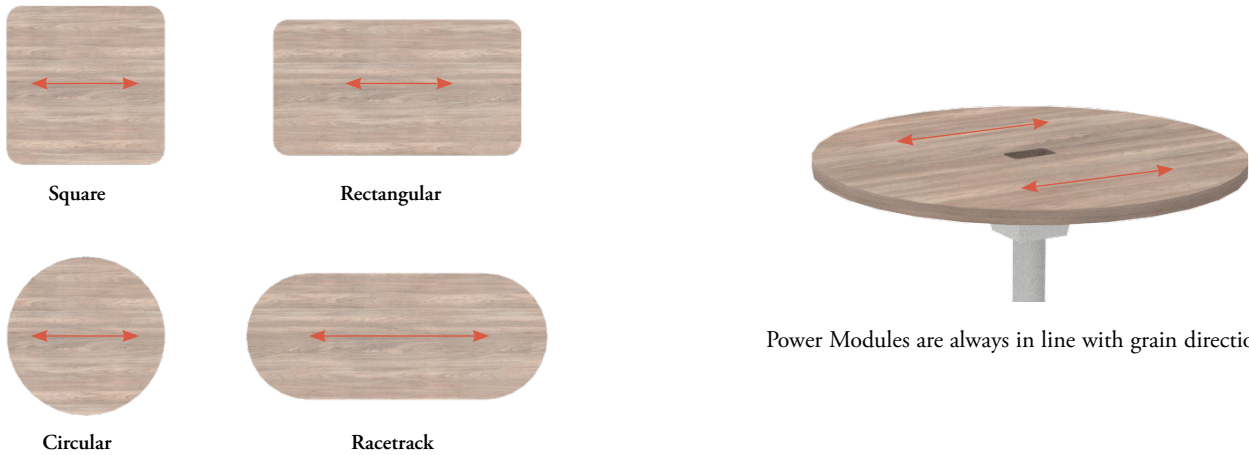 Square
Rectangular
Power Modules are always in line with grain directio
Circular
Racetrack